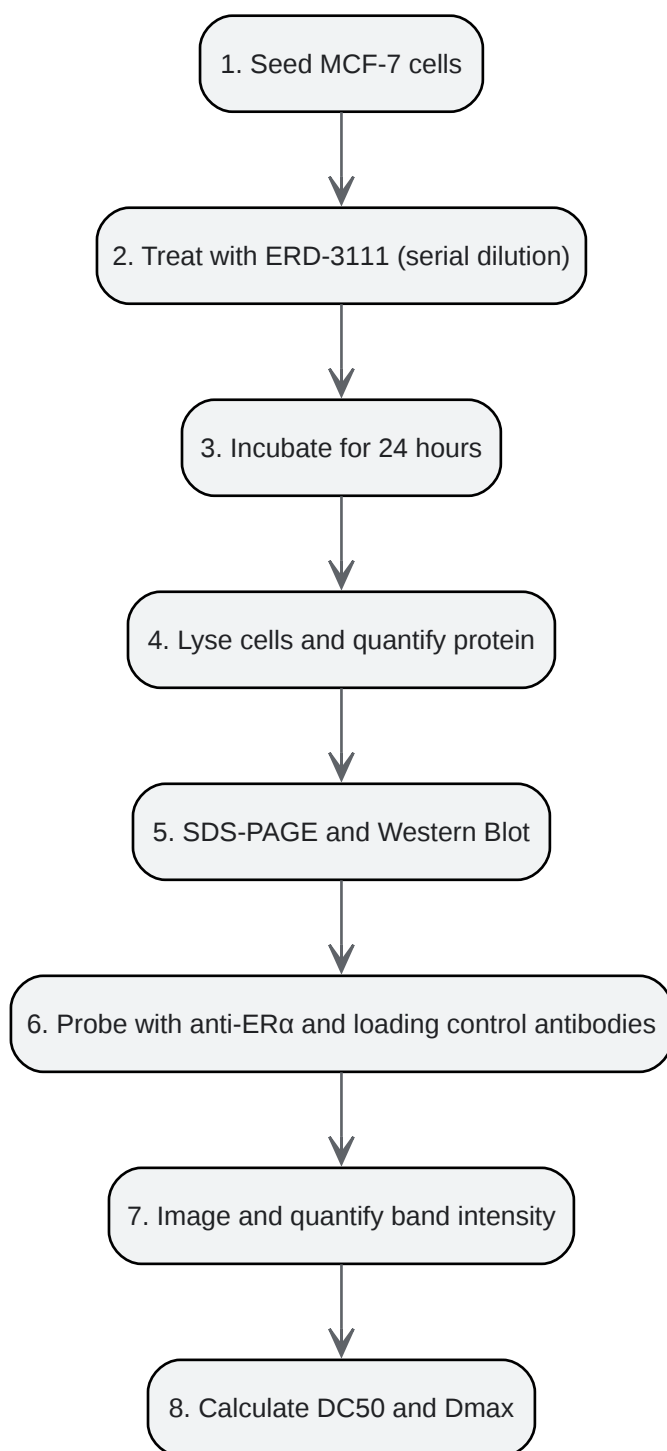 1. Seed MCF-7 cells
2. Treat with ERD-3111 (serial dilution)
3. Incubate for 24 hours
4. Lyse cells and quantify protein
5. SDS-PAGE and Western Blot
6. Probe with anti-ERα and loading control antibodies
7. Image and quantify band intensity
8. Calculate DC50 and Dmax